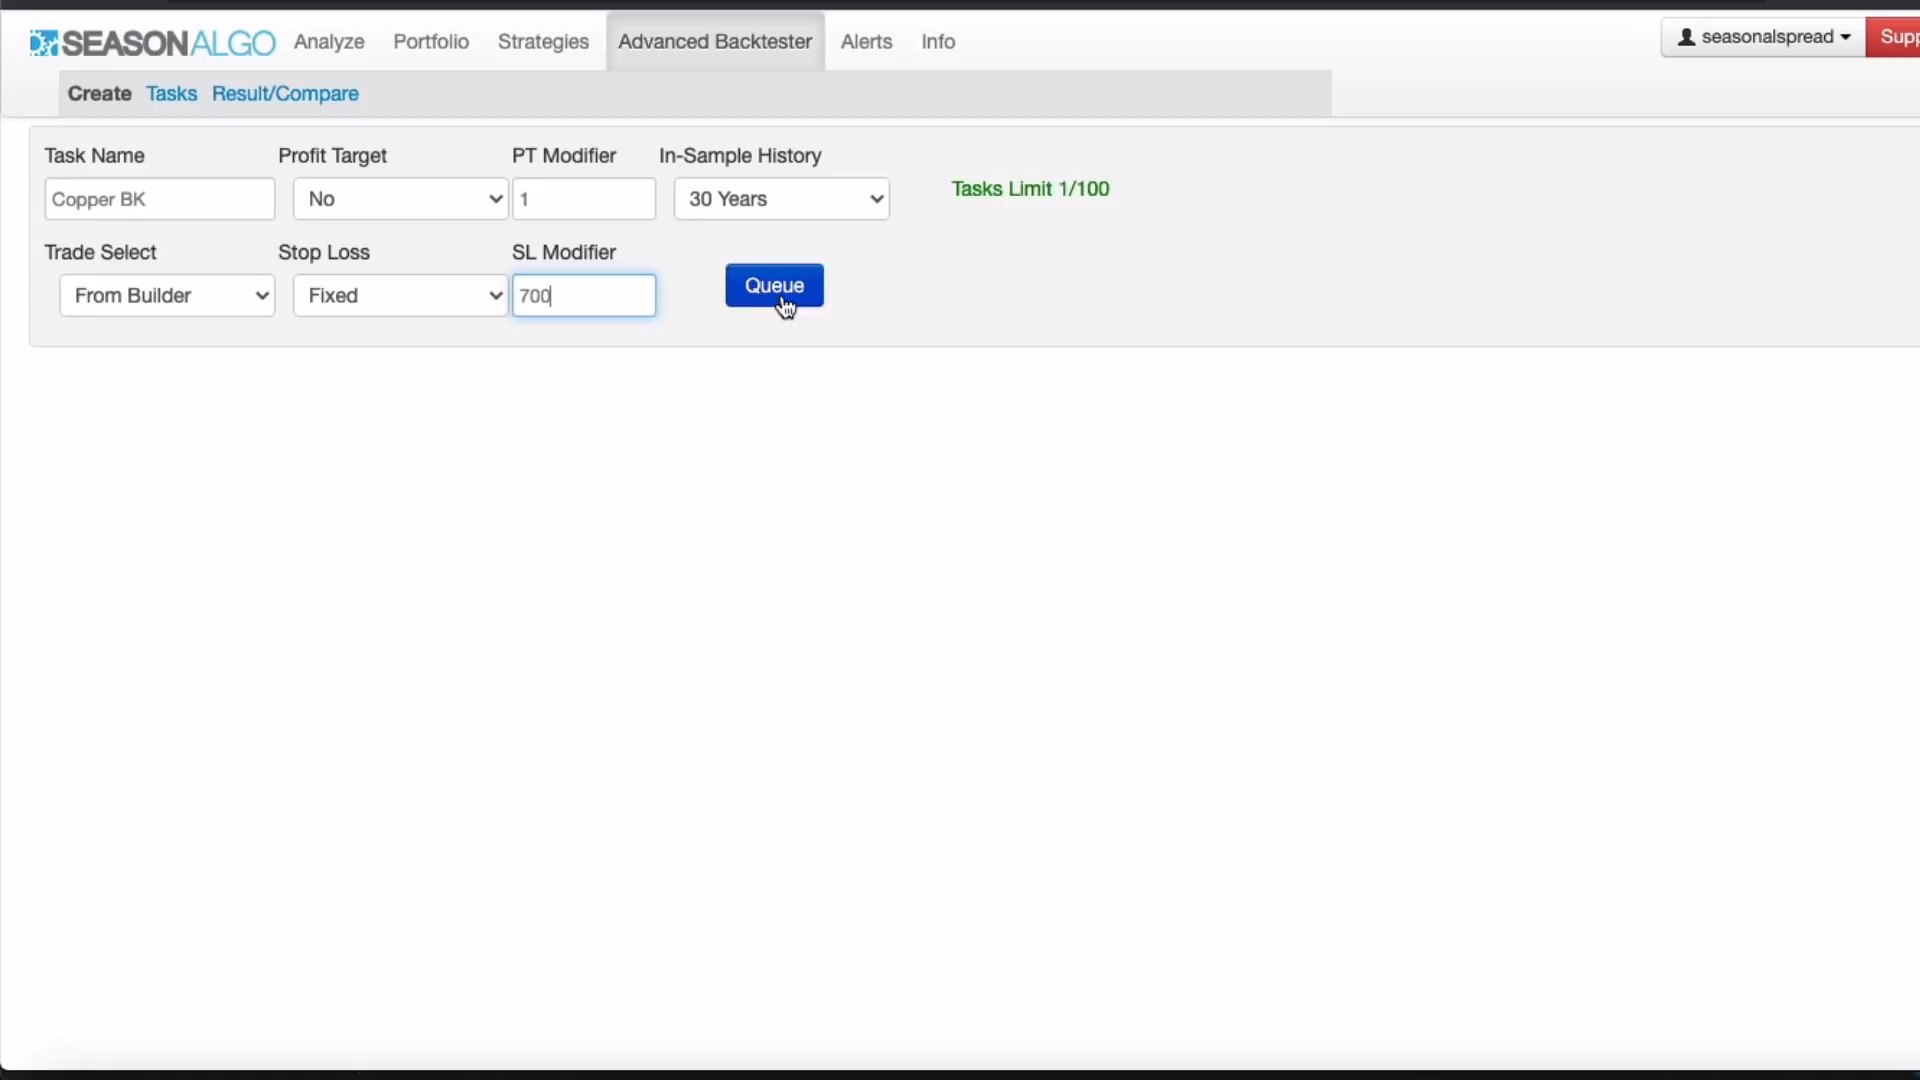 SEASONALGO Analyze Portfolio Strategies Advanced Backtester Alerts Info seasonalspread Supp
Create Tasks Result/Compare
Task Name Profit Target PT Modifier In-Sample History
Copper BK No 1 30 Years Tasks Limit 1/100
Trade Select Stop Loss SL Modifier
From Builder Fixed 700 Queue